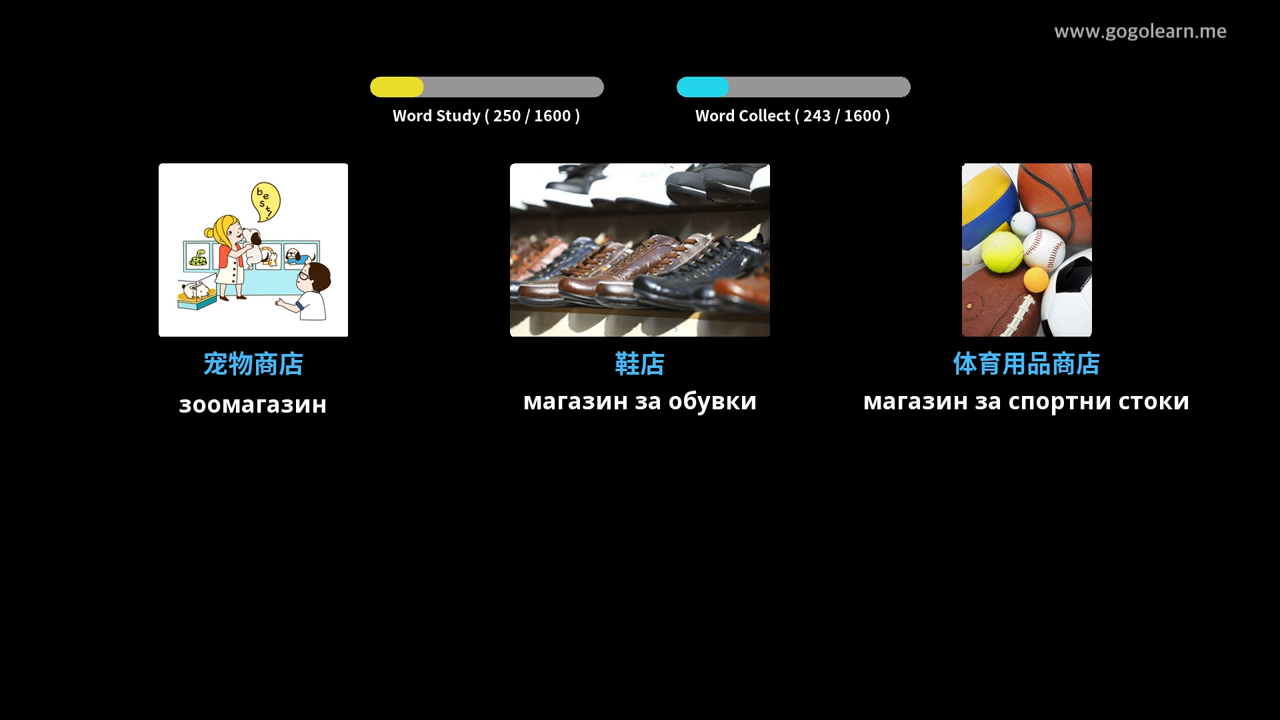 www.gogolearn.me
Word Study ( 250 / 1600 )
Word Collect ( 243 / 1600 )
best!
宠物商店
鞋店
体育用品商店
зоомагазин
магазин за обувки
магазин за спортни стоки